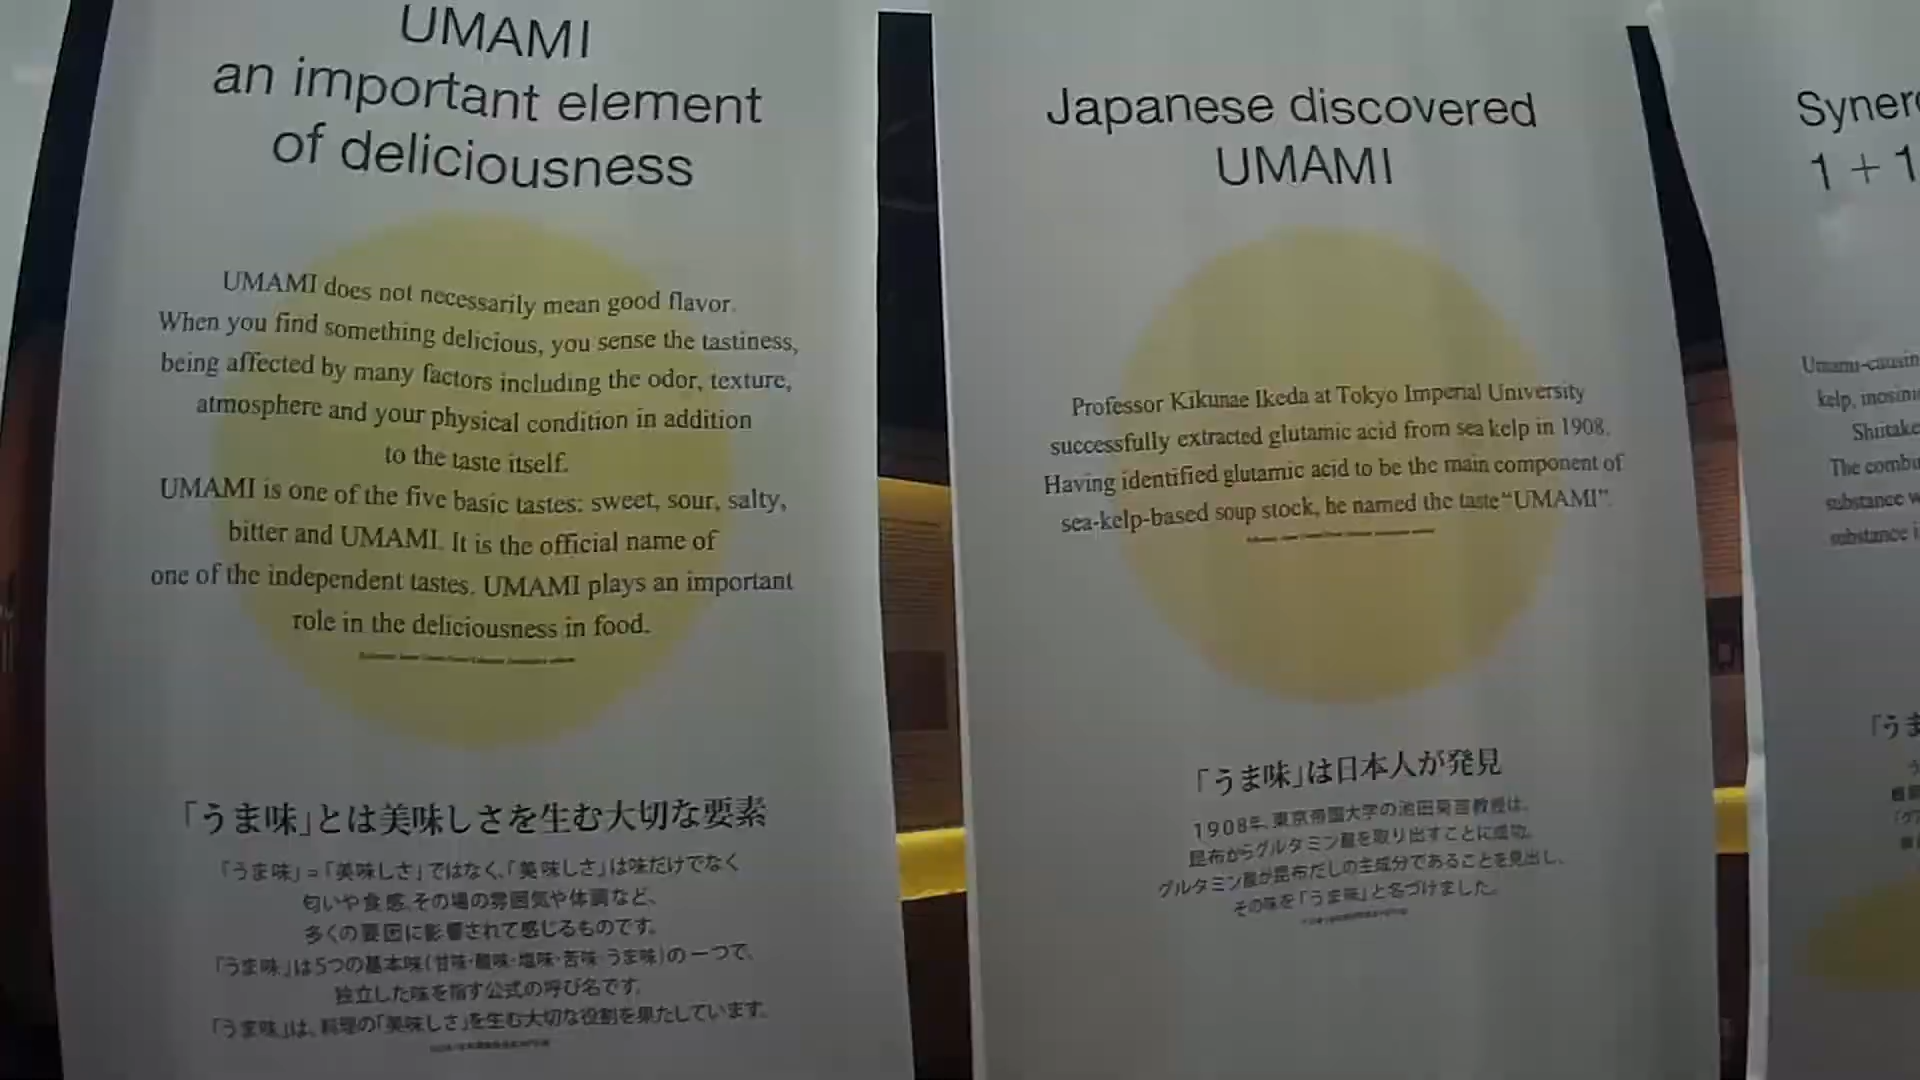 UMAMI
an important element
of deliciousness
UMAMI does not necessarily mean good flavor.
When you find something delicious, you sense the tastiness,
being affected by many factors including the odor, texture,
atmosphere and your physical condition in addition
to the taste itself.
UMAMI is one of the five basic tastes: sweet, sour, salty,
bitter and UMAMI. It is the official name of
one of the independent tastes. UMAMI plays an important
role in the deliciousness in food.
「うま味」とは美味しさを生む大切な要素
「うま味」=「美味しさ」ではなく、「美味しさ」は味だけでなく
匂いや食感、その場の雰囲気や体調など、
多くの要因に影響されて感じるものです。
「うま味」は5つの基本味(甘味・酸味・塩味・苦味・うま味)の一つで、
独立した味を指す公式の呼び名です。
「うま味」は、料理の「美味しさ」を生む大切な役割を果たしています。
Japanese discovered
UMAMI
Professor Kikunae Ikeda at Tokyo Imperial University
successfully extracted glutamic acid from sea kelp in 1908.
Having identified glutamic acid to be the main component of
sea-kelp-based soup stock, he named the taste“UMAMI”.
「うま味」は日本人が発見
1908年、東京帝国大学の池田菊苗教授は、
昆布からグルタミン酸を取り出すことに成功。
グルタミン酸が昆布だしの主成分であることを見出し、
その味を「うま味」と名づけました。
1 + 1
kelp,
The
substance
substance
「うま